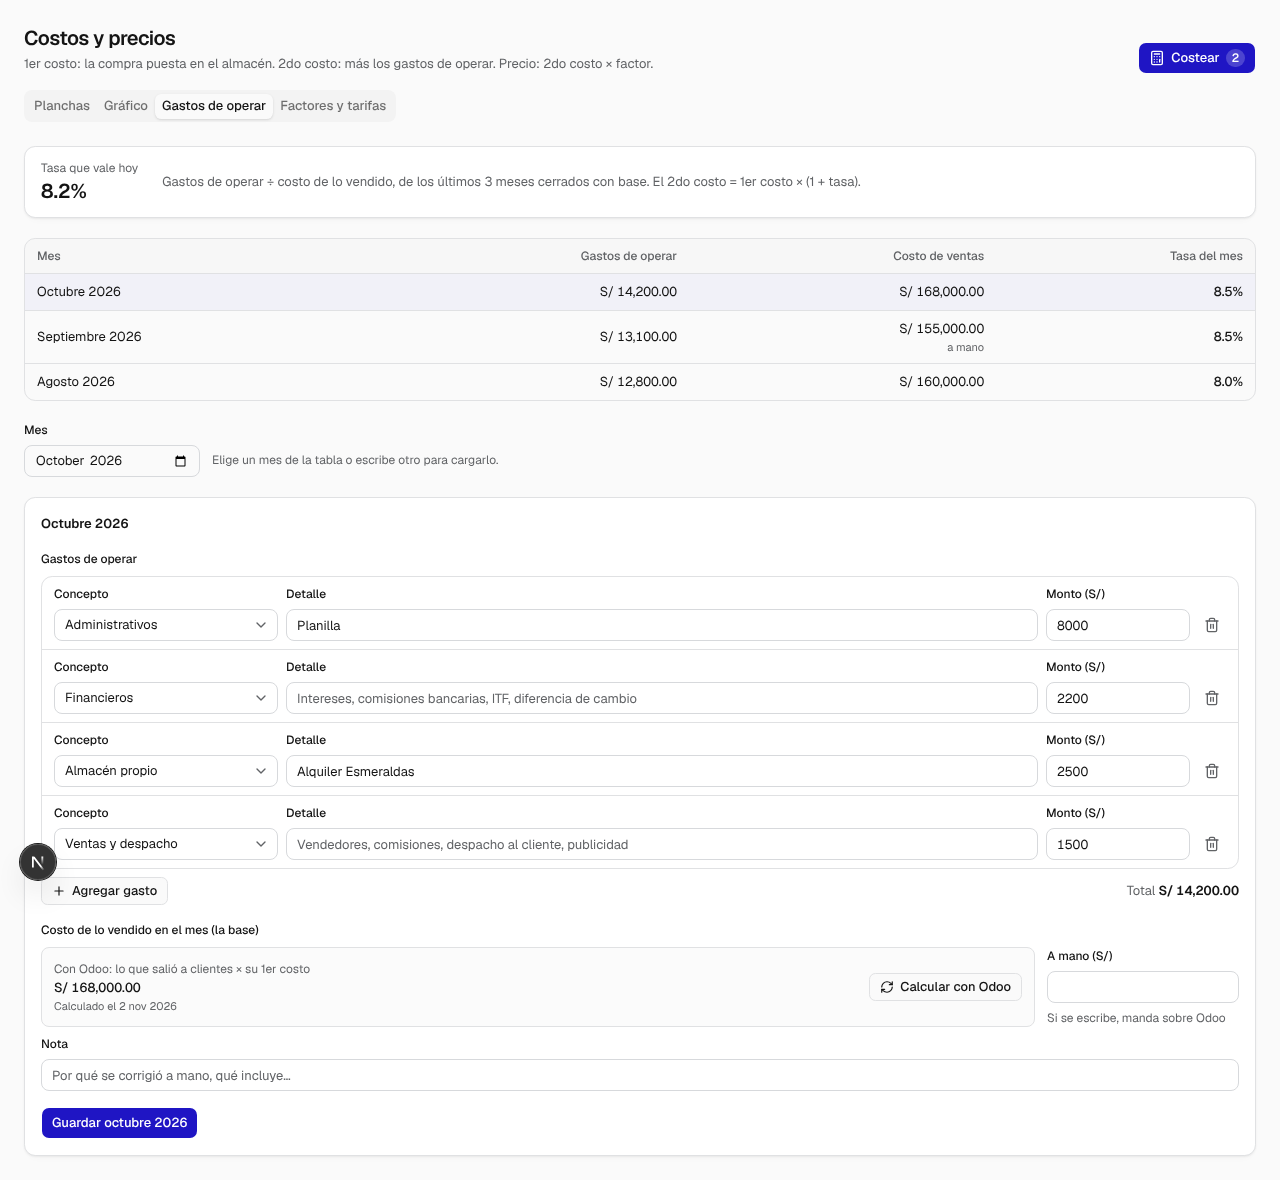 Costos y precios
1er costo: la compra puesta en el almacén. 2do costo: más los gastos de operar. Precio: 2do costo × factor.
Costear 2
Planchas Gráfico Gastos de operar Factores y tarifas
Tasa que vale hoy
8.2%
Gastos de operar ÷ costo de lo vendido, de los últimos 3 meses cerrados con base. El 2do costo = 1er costo × (1 + tasa).
Mes Gastos de operar Costo de ventas Tasa del mes
Octubre 2026 S/ 14,200.00 S/ 168,000.00 8.5%
Septiembre 2026 S/ 13,100.00 S/ 155,000.00 8.5%
a mano
Agosto 2026 S/ 12,800.00 S/ 160,000.00 8.0%
Mes
October 2026
Elige un mes de la tabla o escribe otro para cargarlo.
Octubre 2026
Gastos de operar
Concepto Detalle Monto (S/)
Administrativos Planilla 8000
Concepto Detalle Monto (S/)
Financieros Intereses, comisiones bancarias, ITF, diferencia de cambio 2200
Concepto Detalle Monto (S/)
Almacén propio Alquiler Esmeraldas 2500
Concepto Detalle Monto (S/)
Ventas y despacho Vendedores, comisiones, despacho al cliente, publicidad 1500
N
+ Agregar gasto
Total S/ 14,200.00
Costo de lo vendido en el mes (la base)
Con Odoo: lo que salió a clientes × su 1er costo
S/ 168,000.00
Calculado el 2 nov 2026
Calcular con Odoo
A mano (S/)
Si se escribe, manda sobre Odoo
Nota
Por qué se corrigió a mano, qué incluye…
Guardar octubre 2026